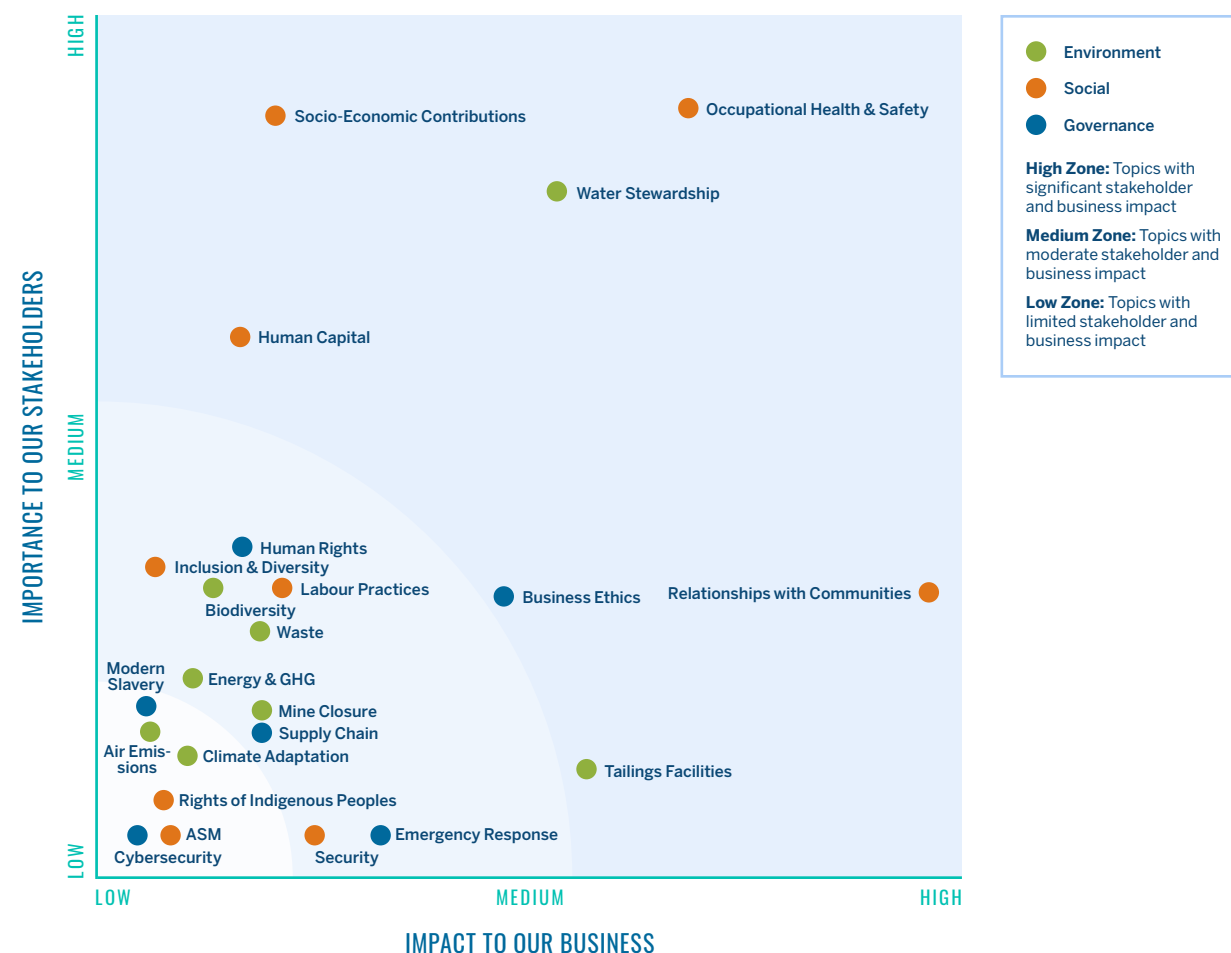 HIGH
Socio-Economic Contributions
Occupational Health & Safety
Water Stewardship
Human Capital
MEDIUM
IMPORTANCE TO OUR STAKEHOLDERS
Human Rights
Inclusion & Diversity
Labour Practices
Biodiversity
Business Ethics
Relationships with Communities
Waste
Modern
Slavery
Energy & GHG
Mine Closure
Supply Chain
Air Emis-
sions
Climate Adaptation
Tailings Facilities
Rights of Indigenous Peoples
ASM
Cybersecurity
Security
Emergency Response
LOW
LOW
MEDIUM
HIGH
IMPACT TO OUR BUSINESS
Environment
Social
Governance
High Zone: Topics with
significant stakeholder
and business impact
Medium Zone: Topics with
moderate stakeholder and
business impact
Low Zone: Topics with
limited stakeholder and
business impact